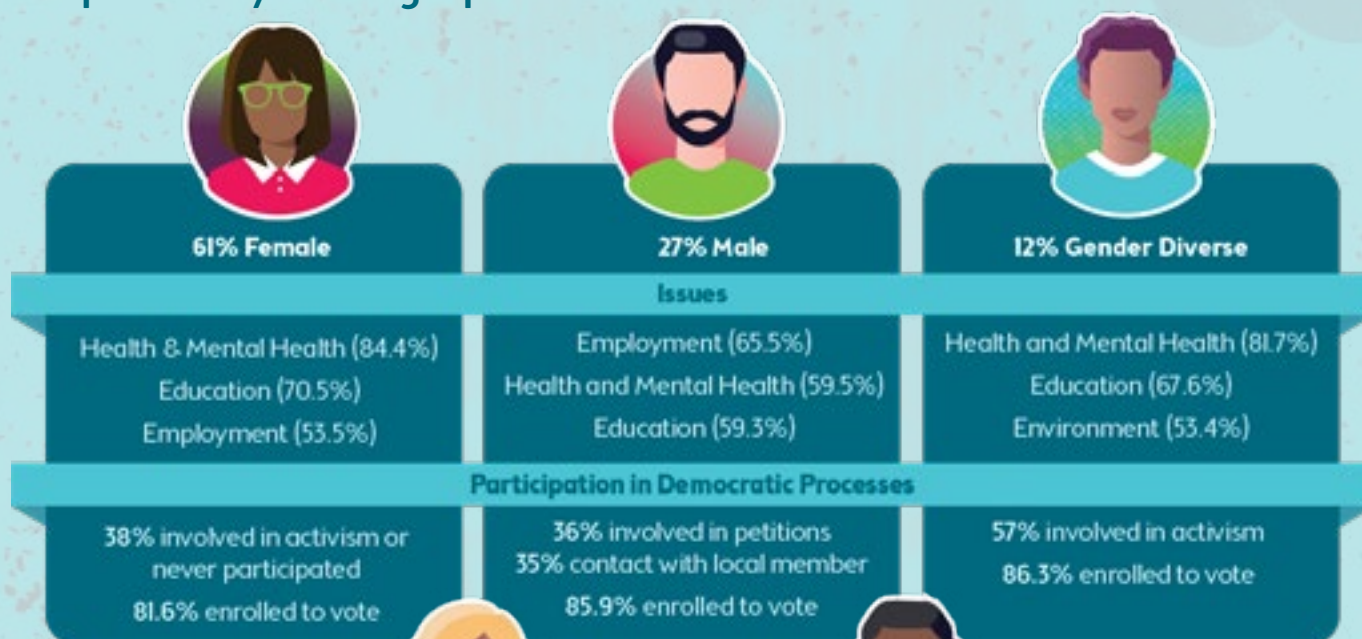 61% Female
27% Male
12% Gender Diverse
Issues
Health & Mental Health (84.4%)
Education (70.5%)
Employment (53.5%)
Employment (65.5%)
Health and Mental Health (59.5%)
Education (59.3%)
Health and Mental Health (81.7%)
Education (67.6%)
Environment (53.4%)
Participation in Democratic Processes
38% involved in activism or
never participated
81.6% enrolled to vote
36% involved in petitions
35% contact with local member
85.9% enrolled to vote
57% involved in activism
86.3% enrolled to vote